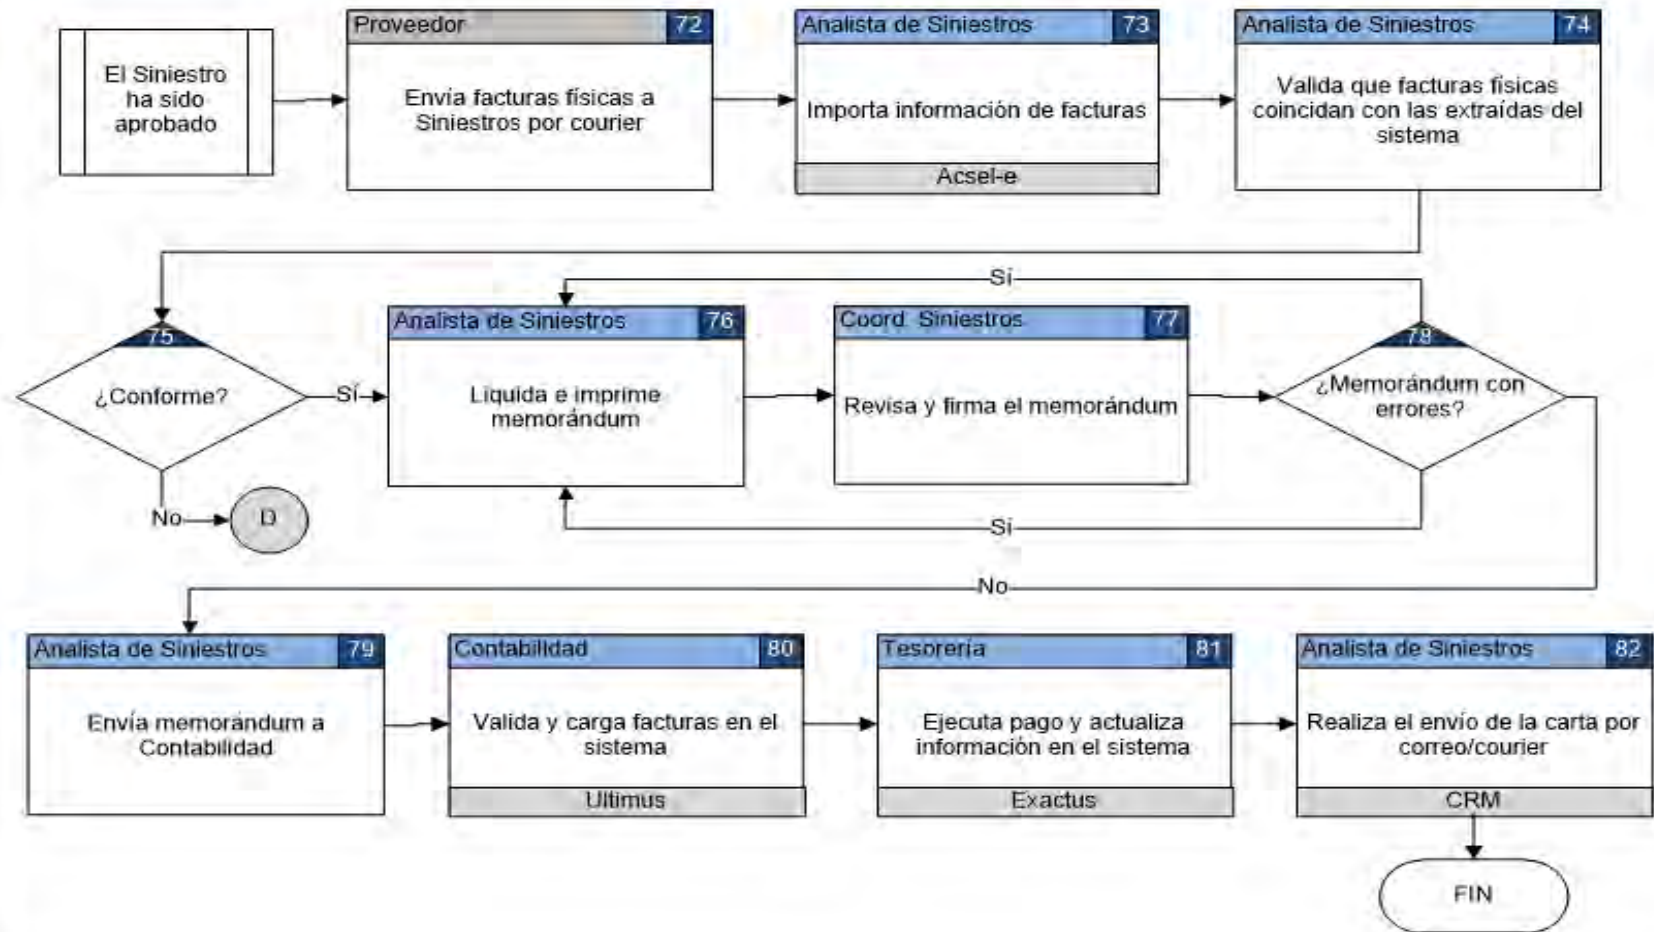 El Siniestro
ha sido
aprobado
Proveedor 72
Envía facturas físicas a
Siniestros por courier
Analista de Siniestros 73
Importa información de facturas
Acsel-e
Analista de Siniestros 74
Valida que facturas físicas
coincidan con las extraídas del
sistema
75
¿Conforme?
Sí
No
D
Analista de Siniestros 76
Liquida e imprime
memorándum
Coord. Siniestros 77
Revisa y firma el memorándum
78
¿Memorándum con
errores?
Sí
Sí
No
Analista de Siniestros 79
Envía memorándum a
Contabilidad
Contabilidad 80
Valida y carga facturas en el
sistema
Ultimus
Tesorería 81
Ejecuta pago y actualiza
información en el sistema
Exactus
Analista de Siniestros 82
Realiza el envío de la carta por
correo/courier
CRM
FIN